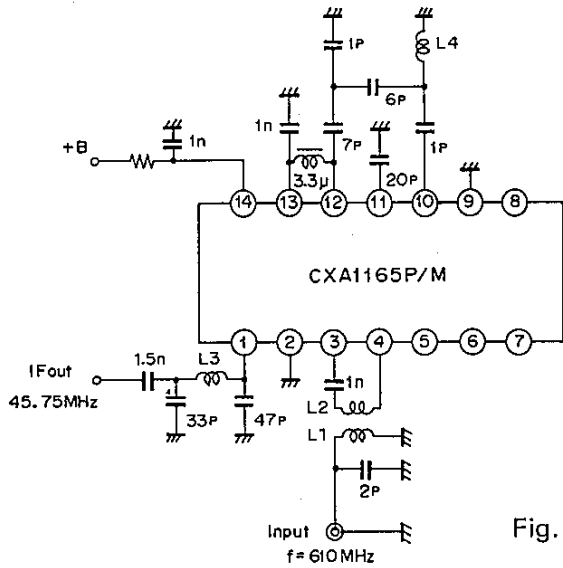 1P
L4
6P
1n
1n
7P
1P
+B
3.3μ
20P
14 13 12 11 10 9 8
CXA1165P/M
1 2 3 4 5 6 7
1.5n
L3
IFout
45.75MHz
33P
47P
1n
L2
L1
2P
Input
f=610MHz
Fig.